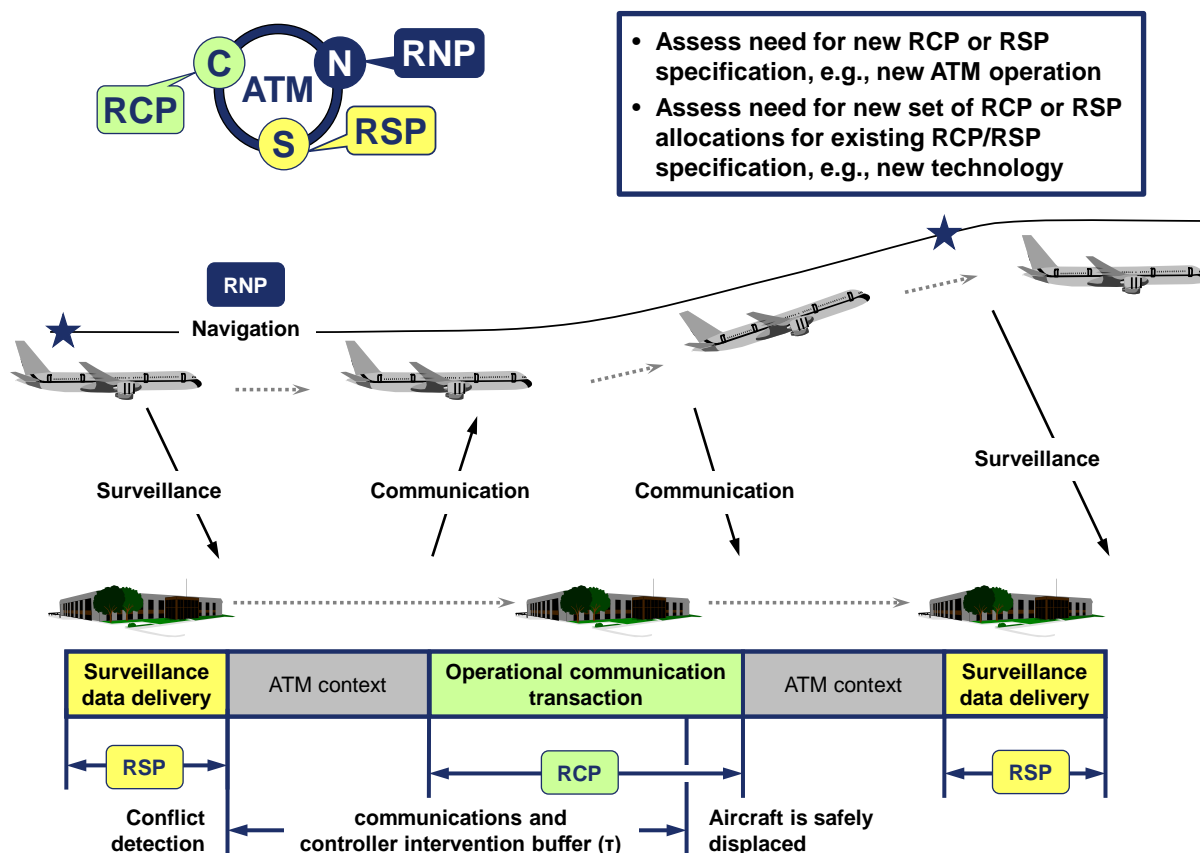 C
N
ATM
S
RCP
RNP
RSP
• Assess need for new RCP or RSP
specification, e.g., new ATM operation
• Assess need for new set of RCP or RSP
allocations for existing RCP/RSP
specification, e.g., new technology
RNP
Navigation
Surveillance
Communication
Communication
Surveillance
Surveillance
data delivery
ATM context
Operational communication
transaction
ATM context
Surveillance
data delivery
RSP
RCP
RSP
Conflict
detection
communications and
controller intervention buffer (τ)
Aircraft is safely
displaced